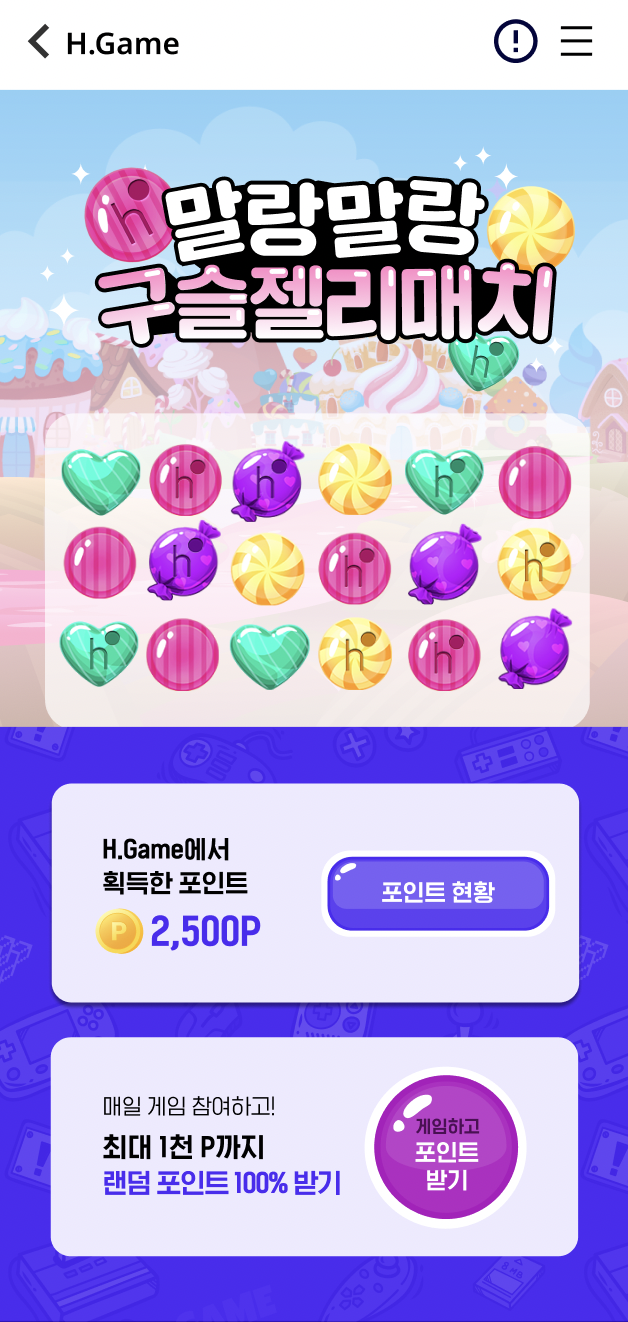 H.Game
말랑말랑
구슬젤리매치
H.Game에서
획득한 포인트
P 2,500P
포인트 현황
매일 게임 참여하고!
최대 1천 P까지
랜덤 포인트 100% 받기
게임하고
포인트
받기
GAME